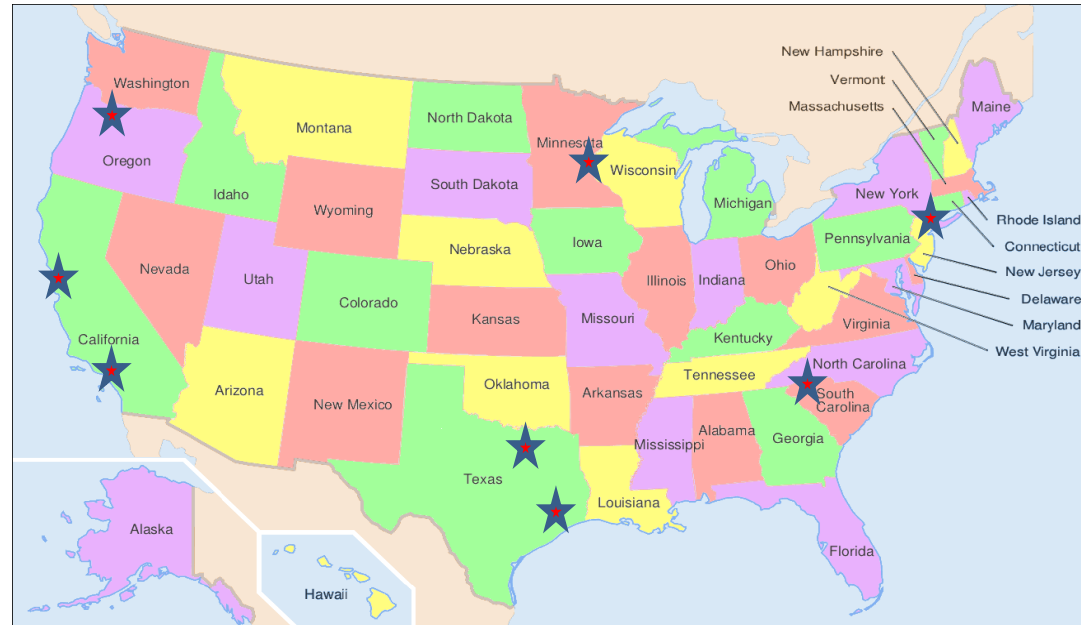 New Hampshire
Vermont
Massachusetts
Washington
Maine
Montana
North Dakota
Minnesota
Oregon
Wisconsin
South Dakota
Idaho
New York
Michigan
Wyoming
Rhode Island
Pennsylvania
Iowa
Connecticut
Nebraska
Ohio
Nevada
New Jersey
Utah
Illinois
Indiana
Colorado
Delaware
Missouri
Kansas
Virginia
Maryland
California
Kentucky
West Virginia
North Carolina
Tennessee
Oklahoma
Arizona
Arkansas
South
Carolina
New Mexico
Alabama
Georgia
Mississippi
Texas
Louisiana
Alaska
Florida
Hawaii